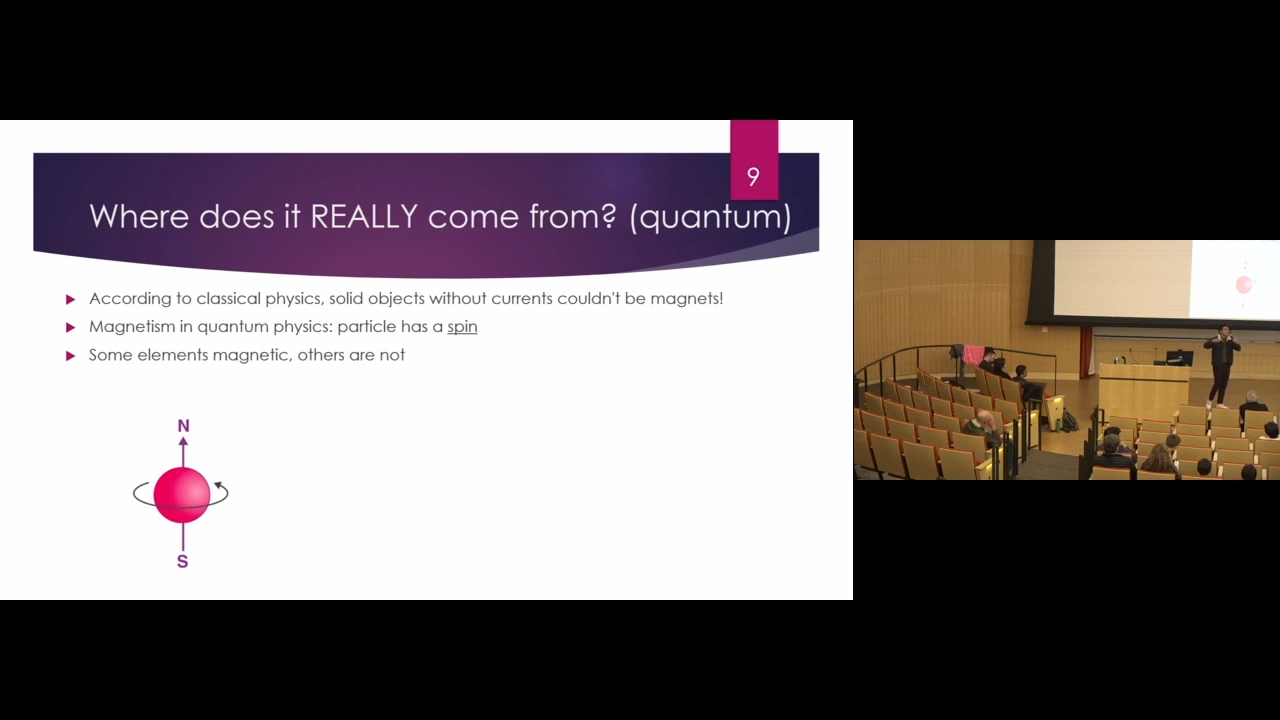 9
Where does it REALLY come from? (quantum)
According to classical physics, solid objects without currents couldn't be magnets!
Magnetism in quantum physics: particle has a spin
Some elements magnetic, others are not
N
S